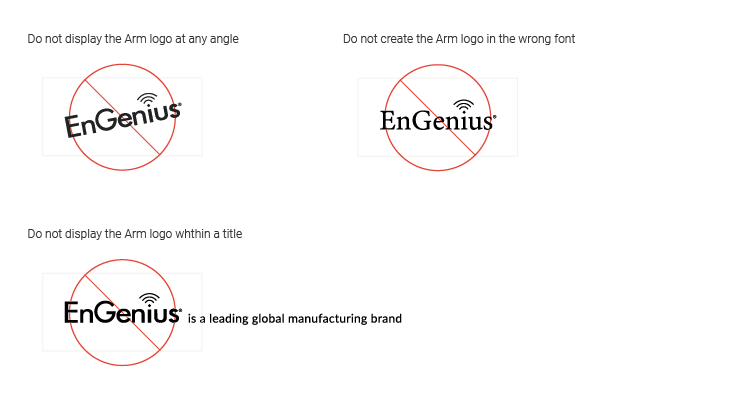 Do not display the Arm logo at any angle
Do not create the Arm logo in the wrong font
EnGenius®
EnGenius®
Do not display the Arm logo whthin a title
EnGenius® is a leading global manufacturing brand